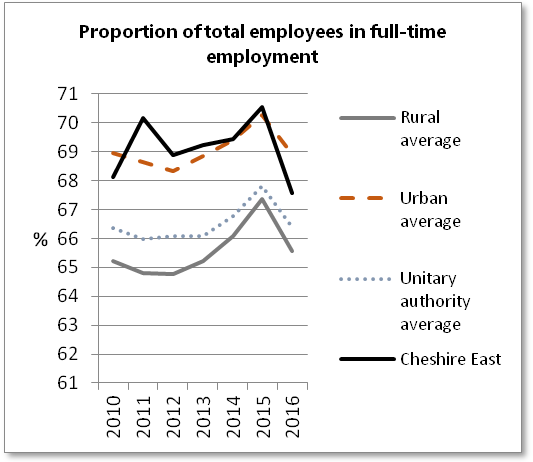 Proportion of total employees in full-time
employment
71
70
69
68
67
66
65
64
63
62
61
%
2010
2011
2012
2013
2014
2015
2016
Rural
average
Urban
average
Unitary
authority
average
Cheshire East